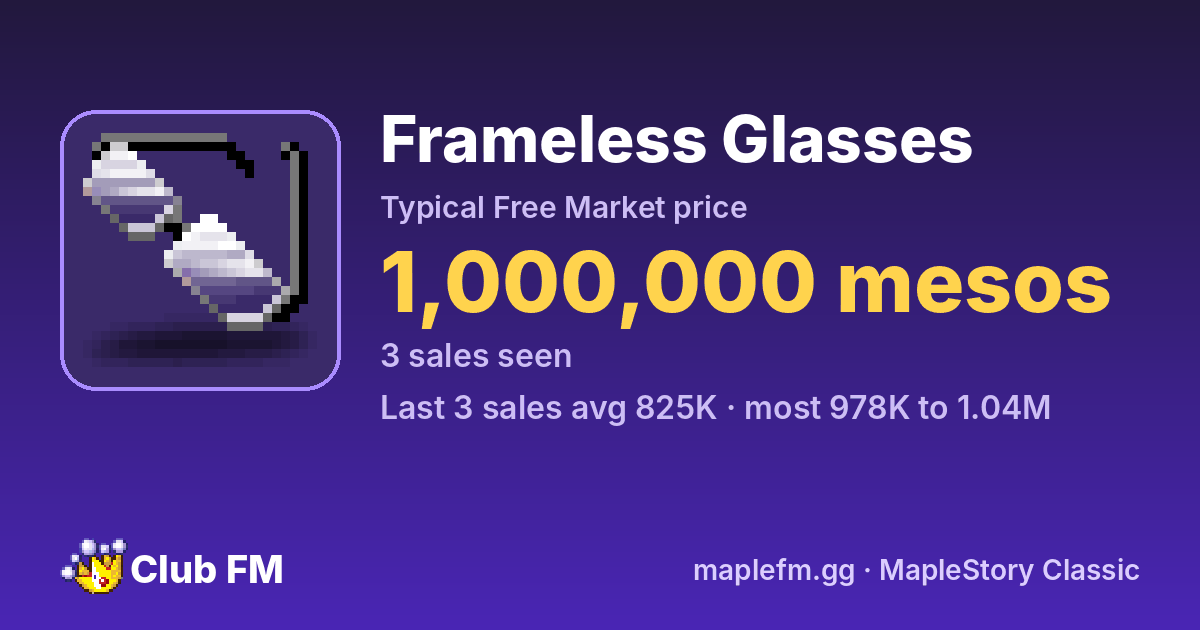 Frameless Glasses
Typical Free Market price
1,000,000 mesos
3 sales seen
Last 3 sales avg 825K · most 978K to 1.04M
Club FM
maplefm.gg · MapleStory Classic